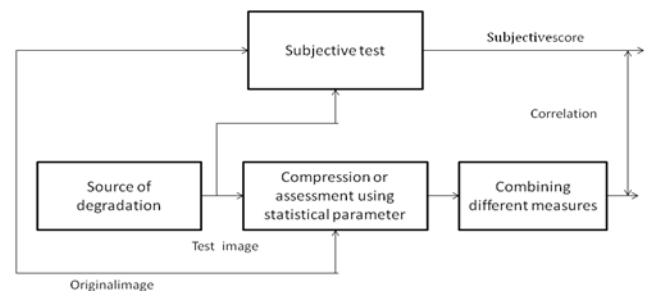 Subjective test
Subjectivescore
Correlation
Source of
degradation
Compression or
assessment using
statistical parameter
Combining
different measures
Test image
Originalimage